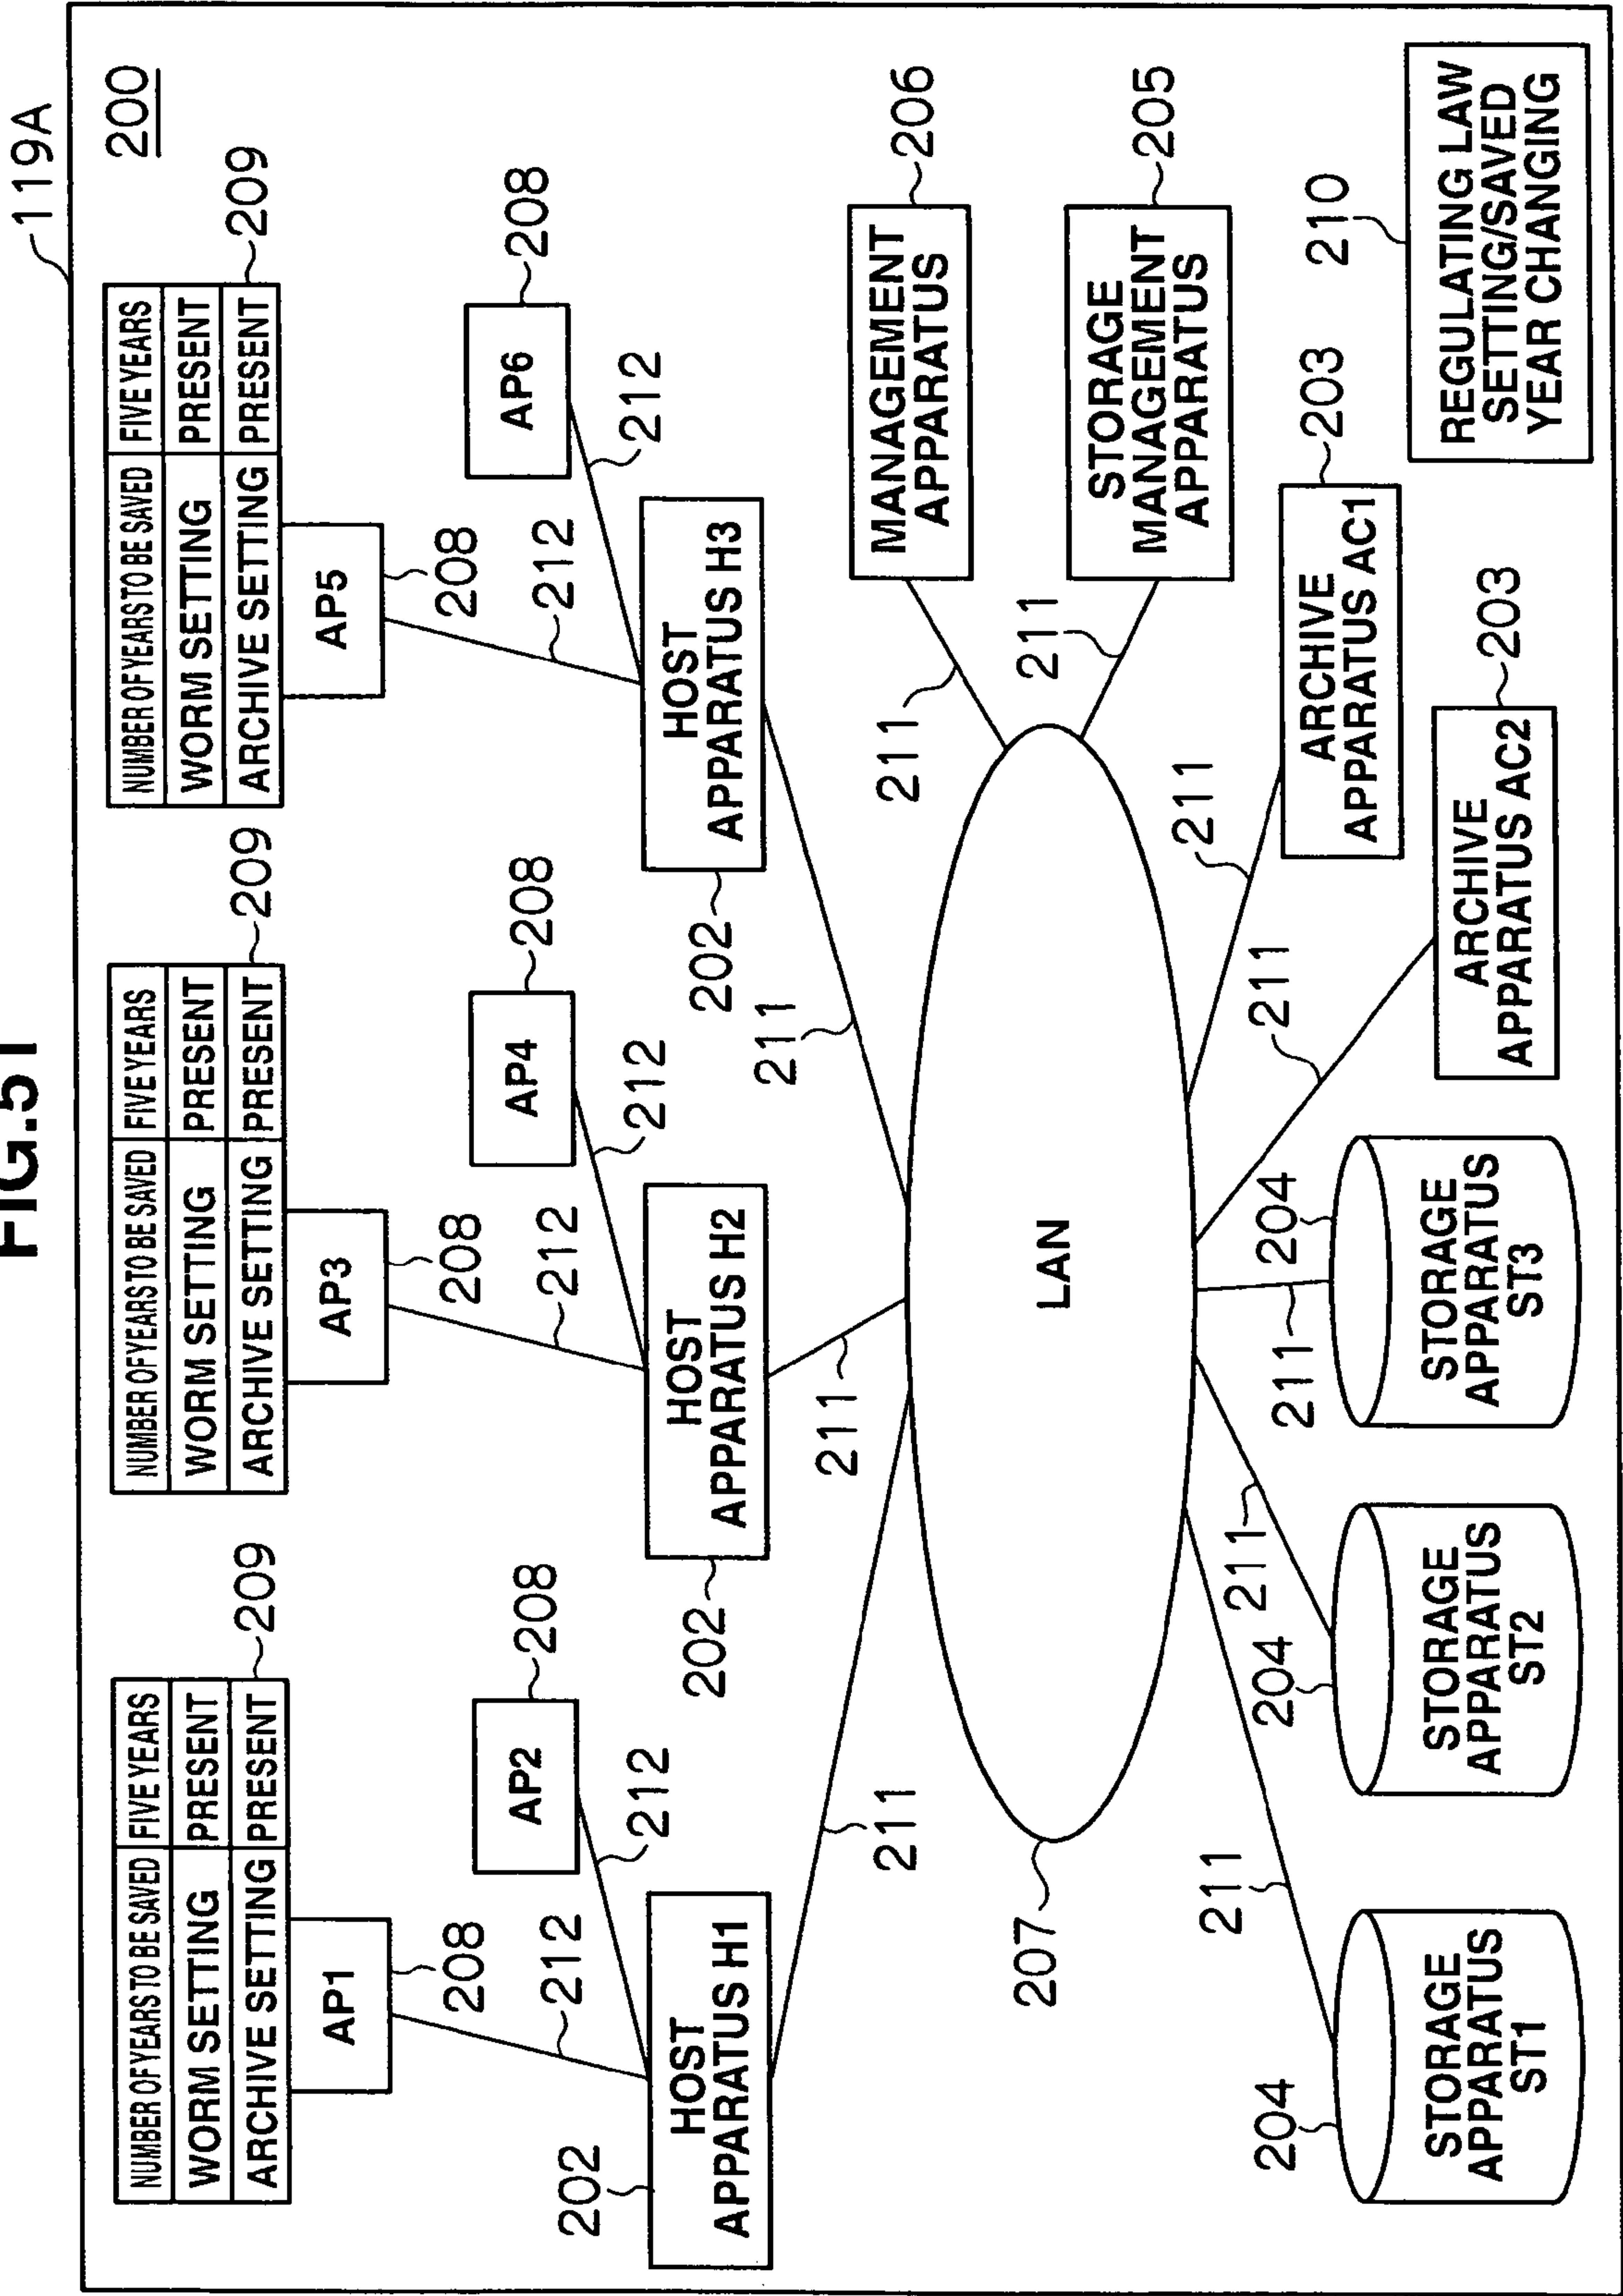 FIG.51
119A
200
NUMBER OF YEARS TO BE SAVED FIVE YEARS
WORM SETTING PRESENT
ARCHIVE SETTING PRESENT
209
AP1
208
AP2
208
212
212
HOST
APPARATUS H1
202
NUMBER OF YEARS TO BE SAVED FIVE YEARS
WORM SETTING PRESENT
ARCHIVE SETTING PRESENT
209
AP3
208
AP4
208
212
212
HOST
APPARATUS H2
202
NUMBER OF YEARS TO BE SAVED FIVE YEARS
WORM SETTING PRESENT
ARCHIVE SETTING PRESENT
209
AP5
208
AP6
208
212
212
HOST
APPARATUS H3
202
211
211
211
LAN
207
211
MANAGEMENT
APPARATUS
206
211
STORAGE
MANAGEMENT
APPARATUS
205
211
STORAGE
APPARATUS
ST1
204
211
STORAGE
APPARATUS
ST2
204
211
STORAGE
APPARATUS
ST3
204
211
ARCHIVE
APPARATUS AC2
203
211
ARCHIVE
APPARATUS AC1
203
210
REGULATING LAW
SETTING/SAVED
YEAR CHANGING